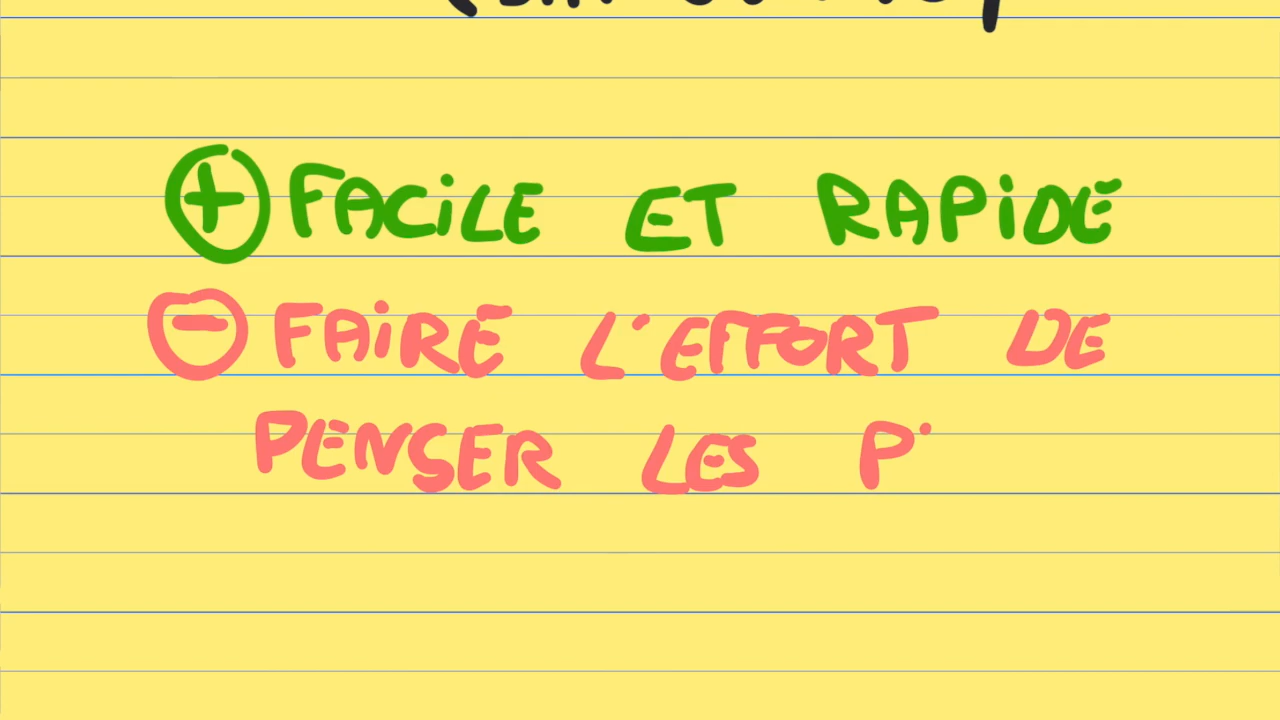 + FACILE ET RAPIDE
- FAIRE L'EFFORT DE
PENSER LES P